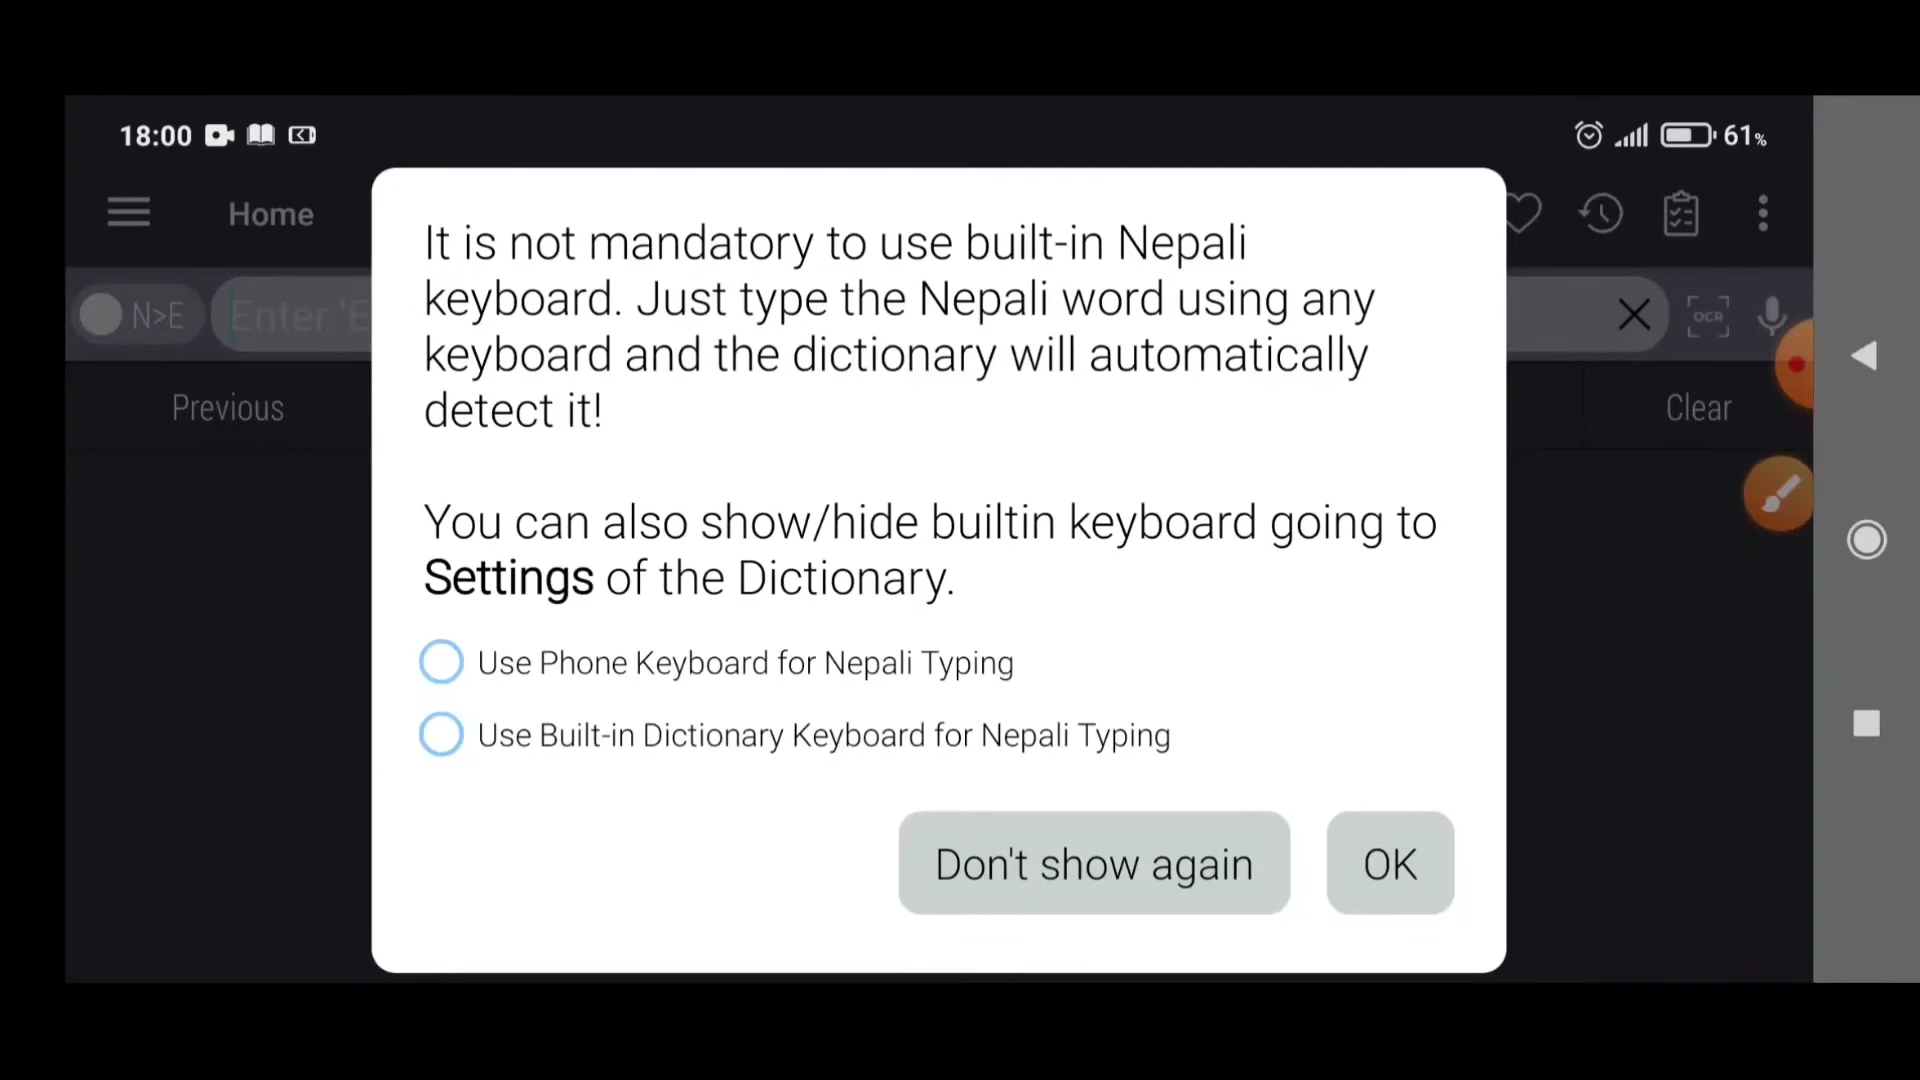 18:00
61%
Home
It is not mandatory to use built-in Nepali
keyboard. Just type the Nepali word using any
keyboard and the dictionary will automatically
detect it!
N>E
Enter 'E
OCR
Previous
Clear
You can also show/hide builtin keyboard going to
Settings of the Dictionary.
Use Phone Keyboard for Nepali Typing
Use Built-in Dictionary Keyboard for Nepali Typing
Don't show again
OK